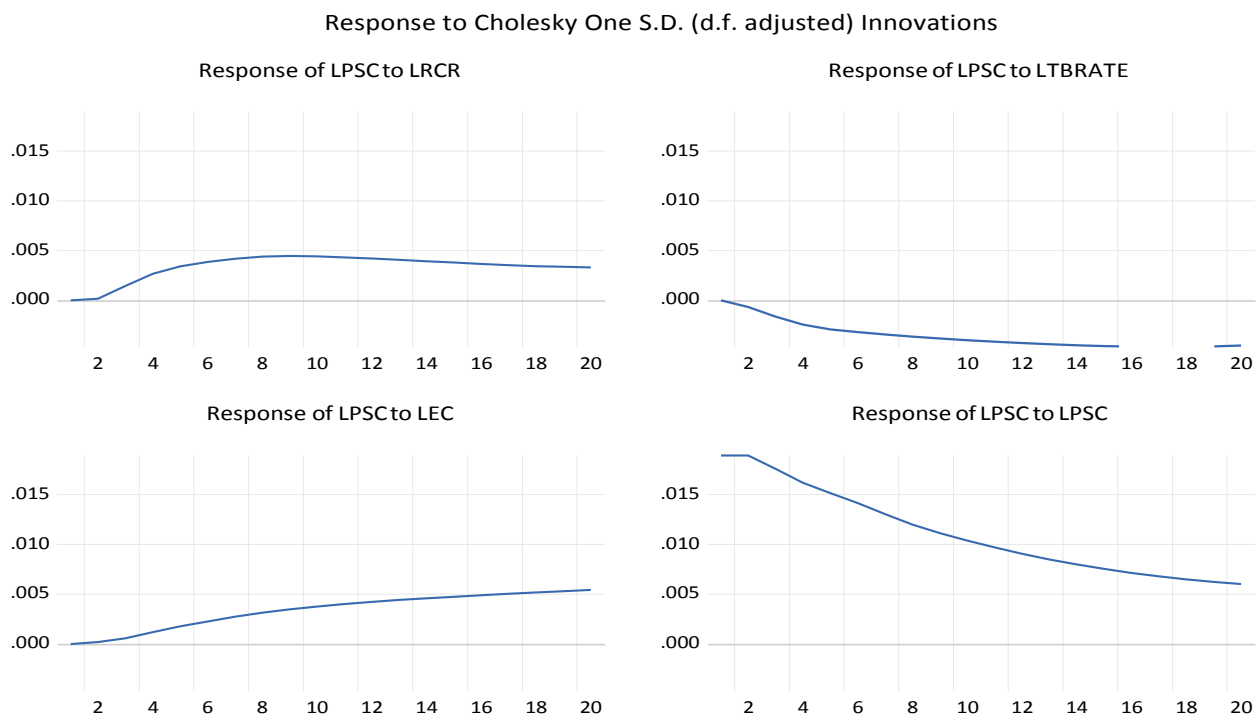 Response to Cholesky One S.D. (d.f. adjusted) Innovations
Response of LPSC to LRCR
.015
.010
.005
.000
2 4 6 8 10 12 14 16 18 20
Response of LPSC to LTBRATE
.015
.010
.005
.000
2 4 6 8 10 12 14 16 18 20
Response of LPSC to LEC
.015
.010
.005
.000
2 4 6 8 10 12 14 16 18 20
Response of LPSC to LPSC
.015
.010
.005
.000
2 4 6 8 10 12 14 16 18 20